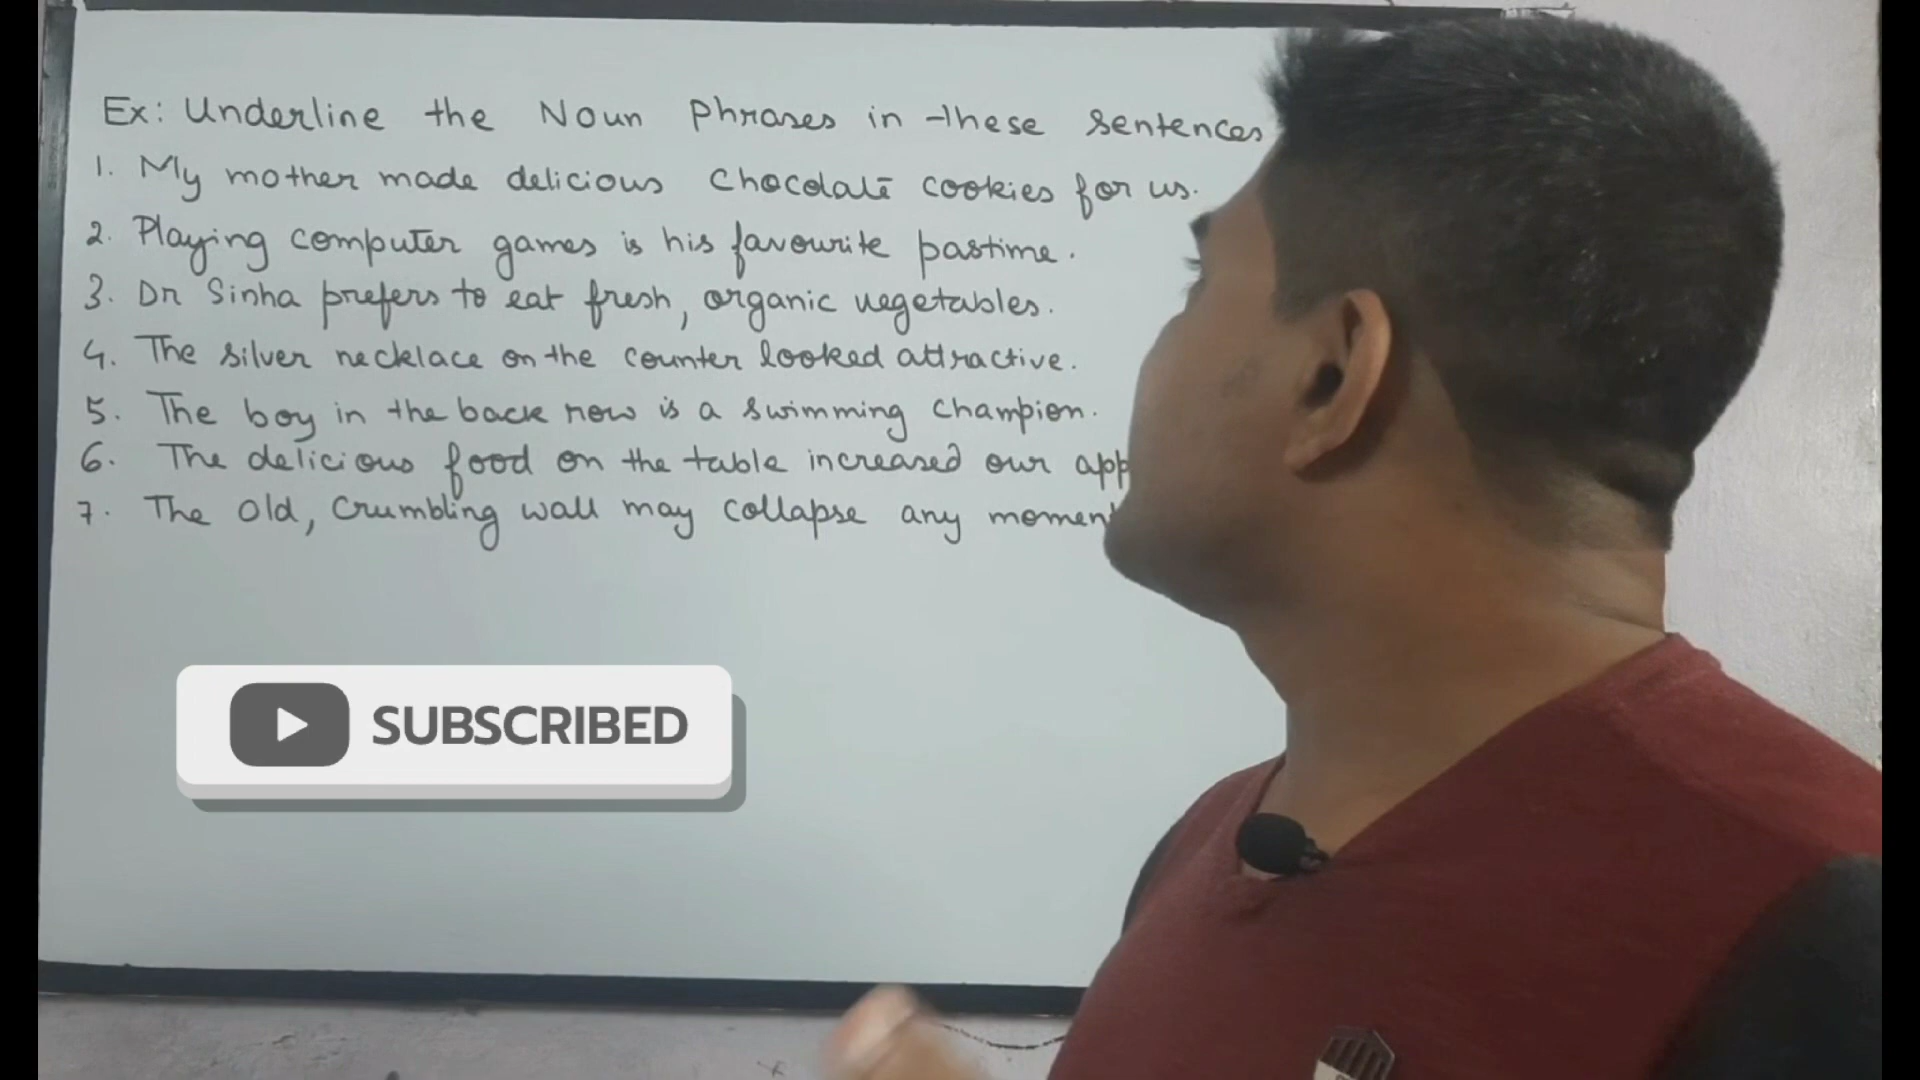 Ex: Underline the Noun Phrases in these sentences
1. My mother made delicious chocolate cookies for us.
2. Playing computer games is his favourite pastime.
3. Dr Sinha prefers to eat fresh, organic vegetables.
4. The silver necklace on the counter looked attractive.
5. The boy in the back row is a swimming champion.
6. The delicious food on the table increased our
7. The old, crumbling wall may collapse any moment
SUBSCRIBED